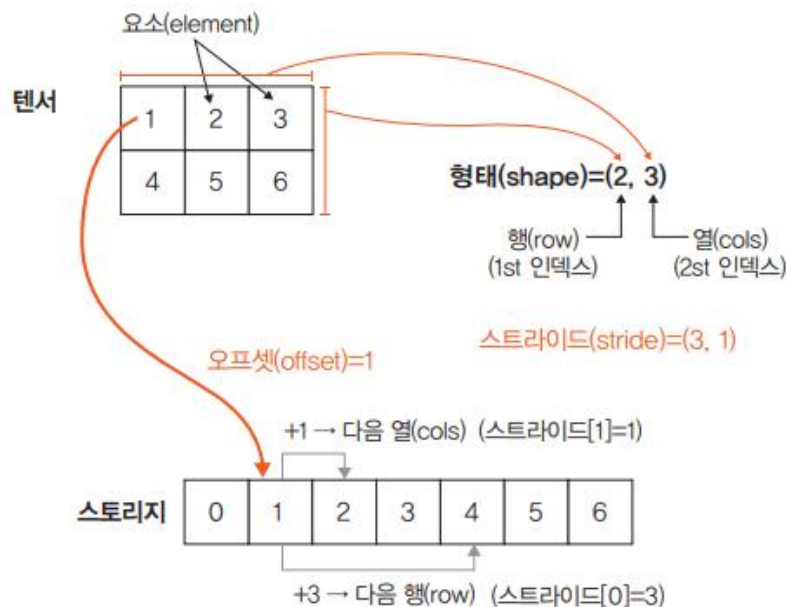 요소(element)
텐서
1 2 3
4 5 6
형태(shape)=(2, 3)
행(row) 열(cols)
(1st 인덱스) (2st 인덱스)
오프셋(offset)=1
스트라이드(stride)=(3, 1)
+1 → 다음 열(cols) (스트라이드[1]=1)
스토리지 0 1 2 3 4 5 6
+3 → 다음 행(row) (스트라이드[0]=3)